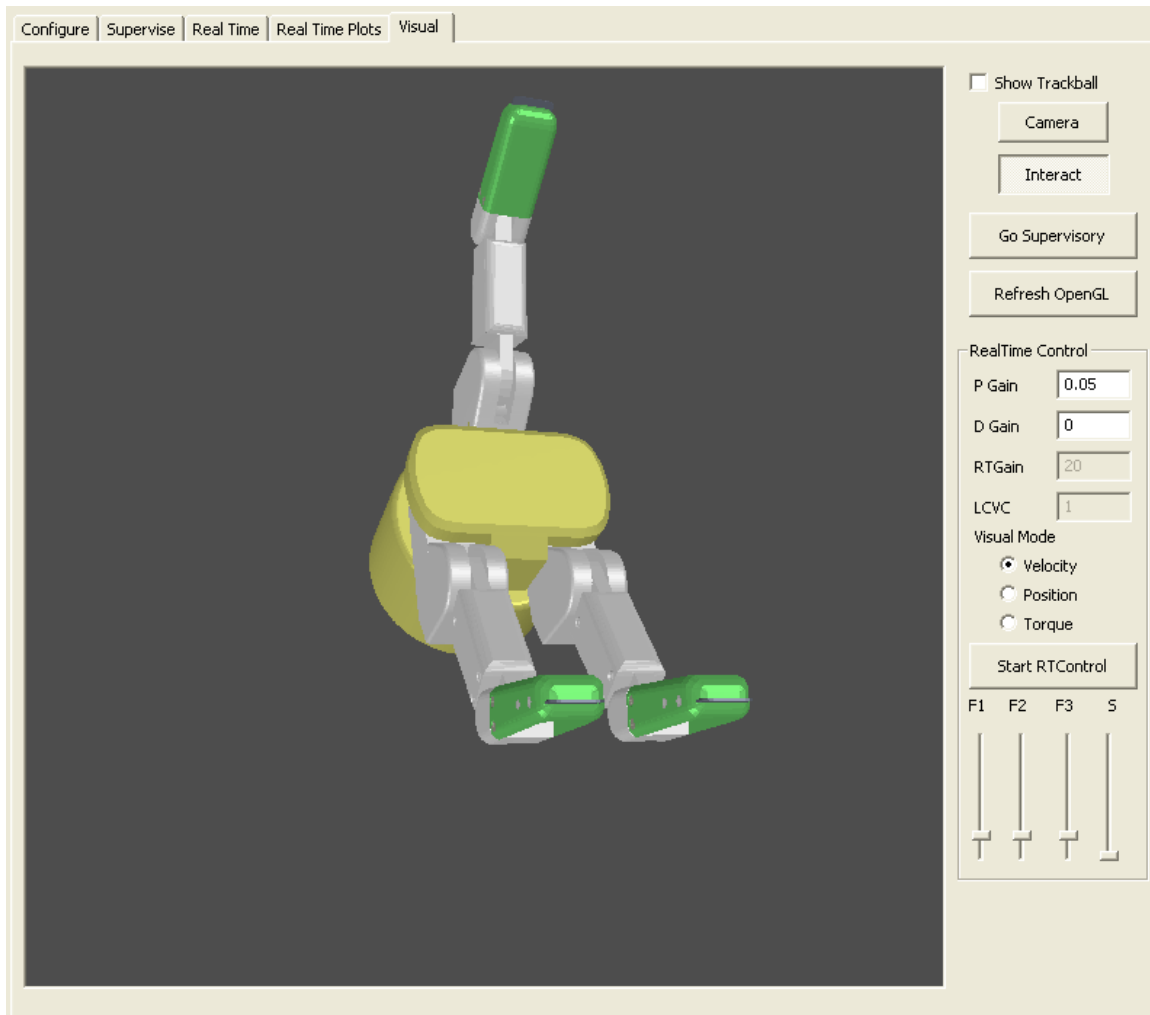 Configure Supervise Real Time Real Time Plots Visual
Show Trackball
Camera
Interact
Go Supervisory
Refresh OpenGL
RealTime Control
P Gain 0.05
D Gain 0
RTGain 20
LCVC 1
Visual Mode
Velocity
Position
Torque
Start RTControl
F1 F2 F3 S